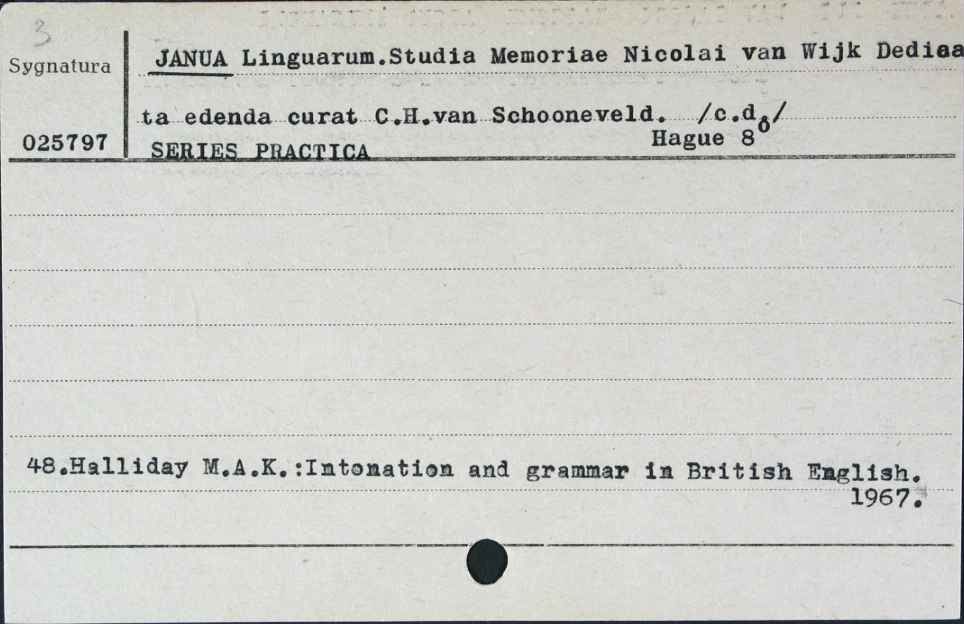 3
Sygnatura
JANUA Linguarum.Studia Memoriae Nicolai van Wijk Dedica
ta edenda curat C.H.van Schooneveld. /c.d./
025797
Hague 8°
SERIES PRACTICA
48.Halliday M.A.K.:Intonation and grammar in British English.
1967.